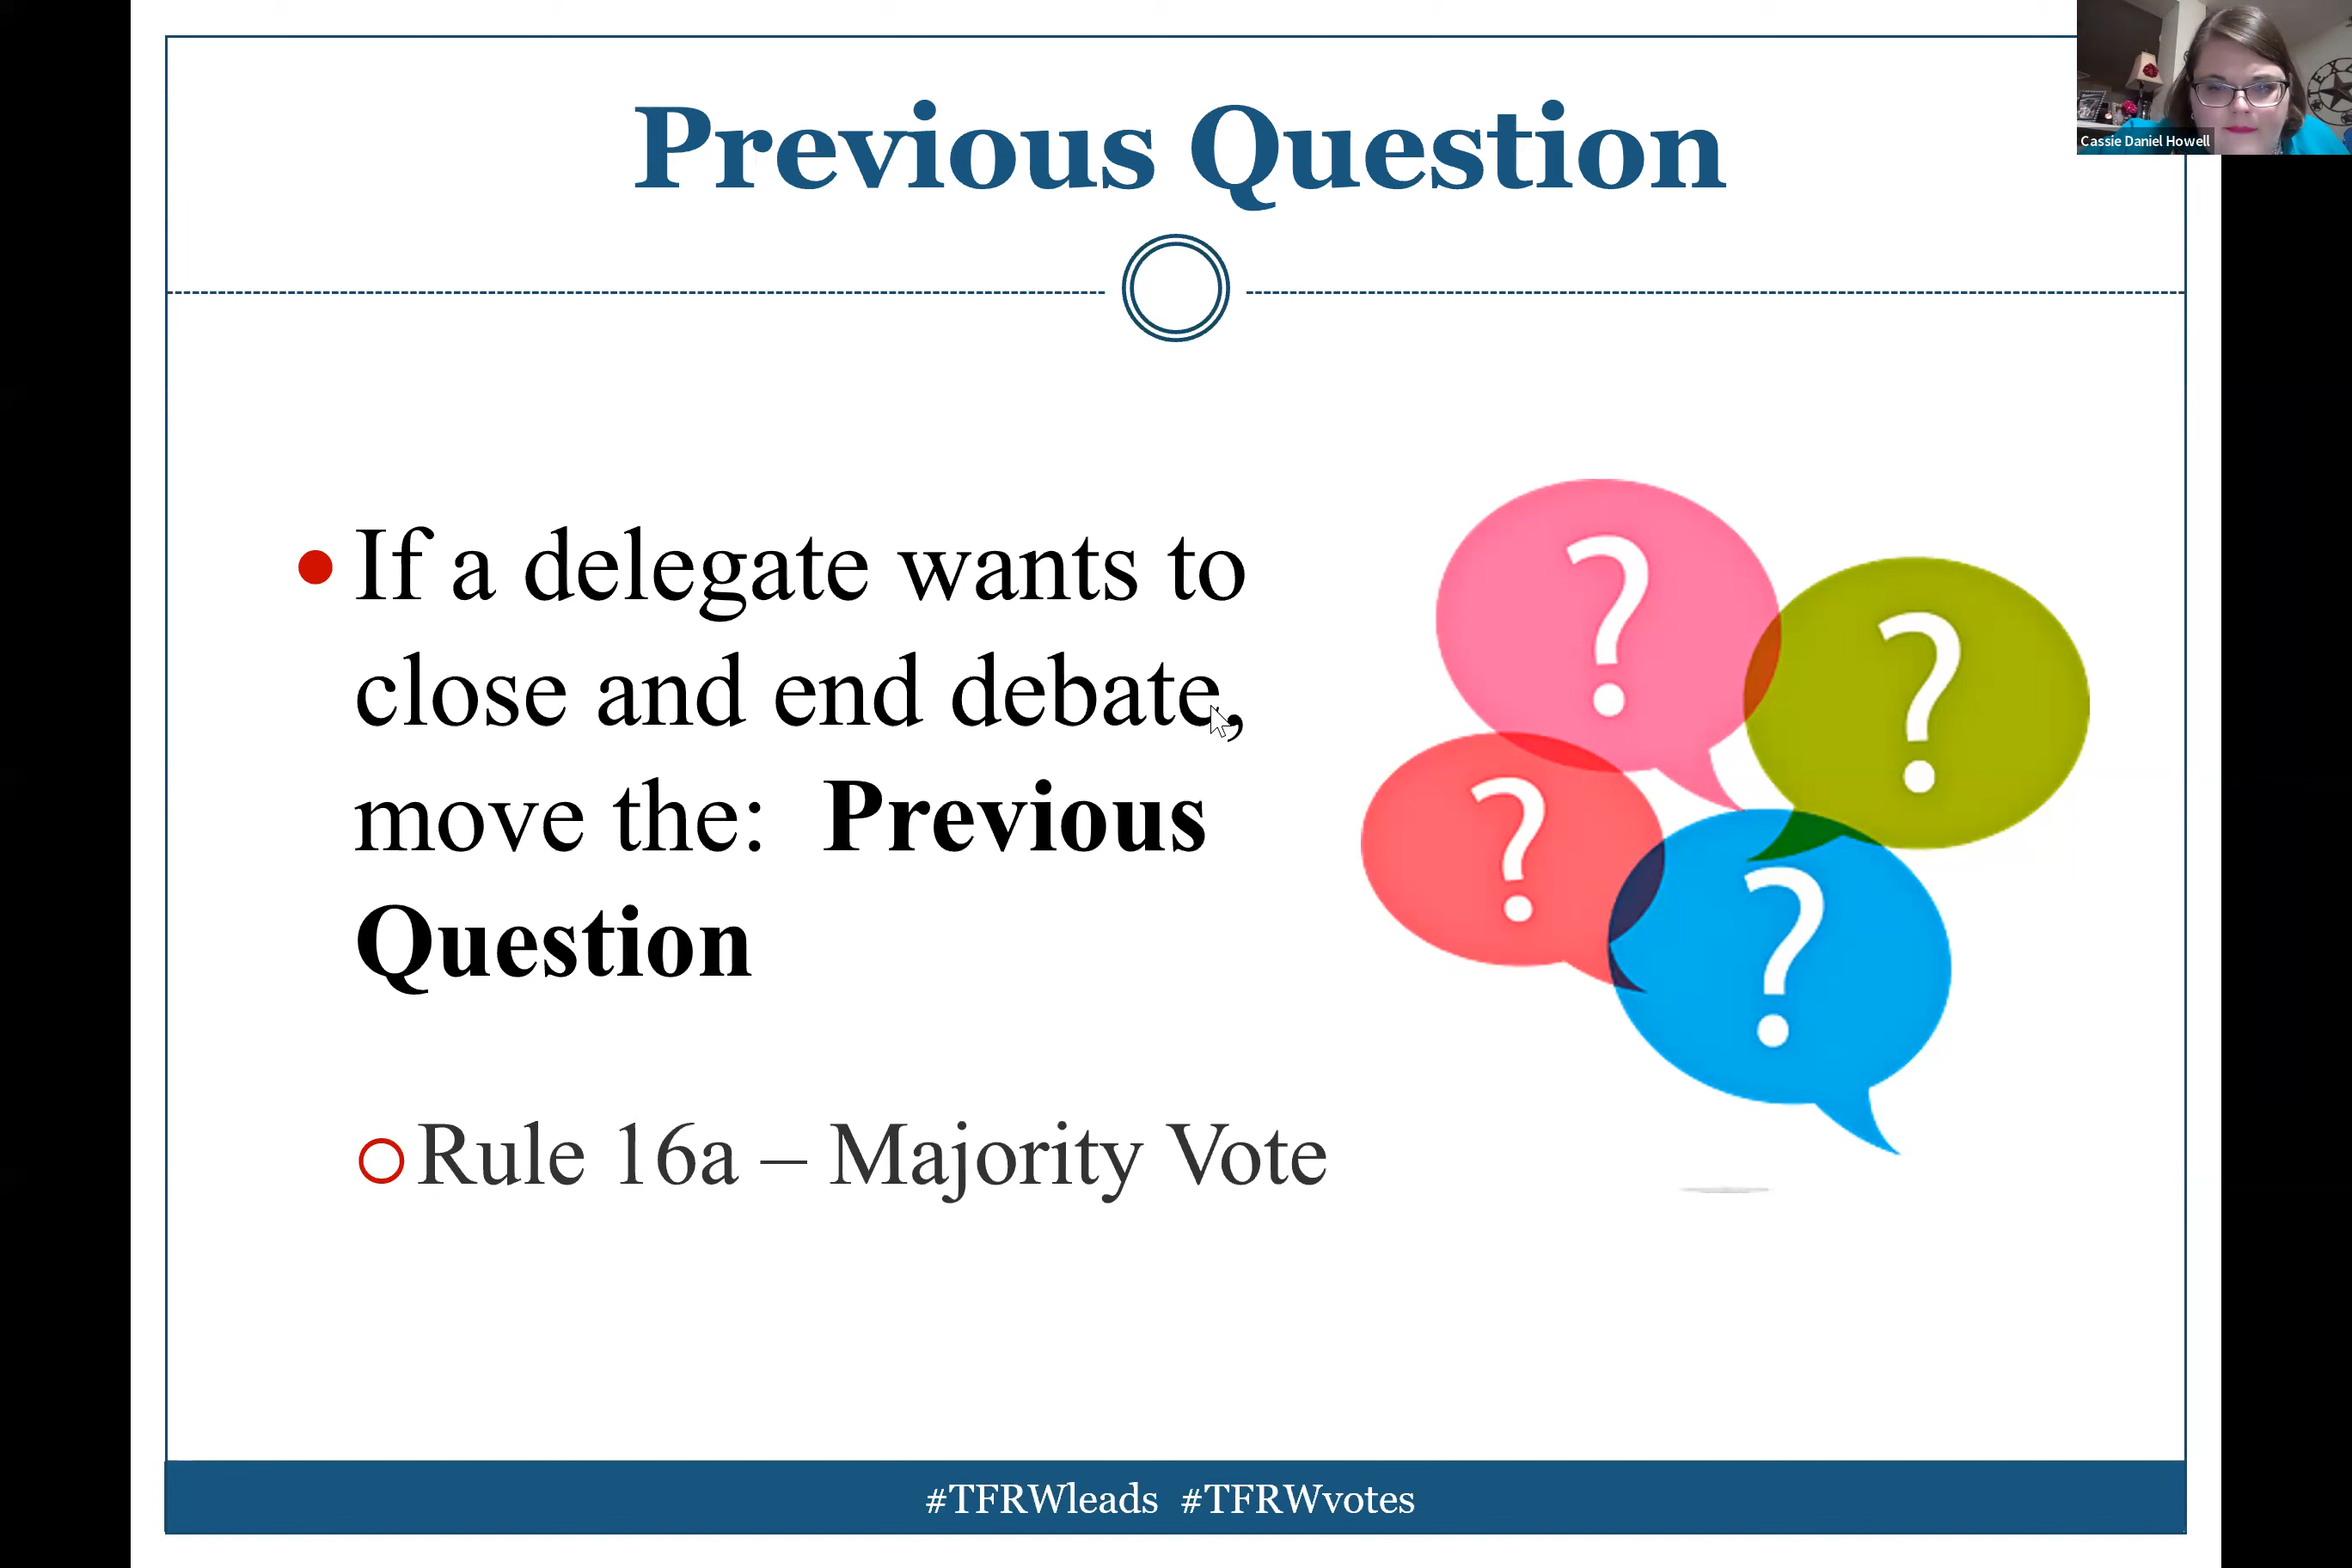 Previous Question
Cassie Daniel Howell
If a delegate wants to
close and end debate,
move the:  Previous
Question
Rule 16a – Majority Vote
? ? ? ?
#TFRWleads  #TFRWvotes